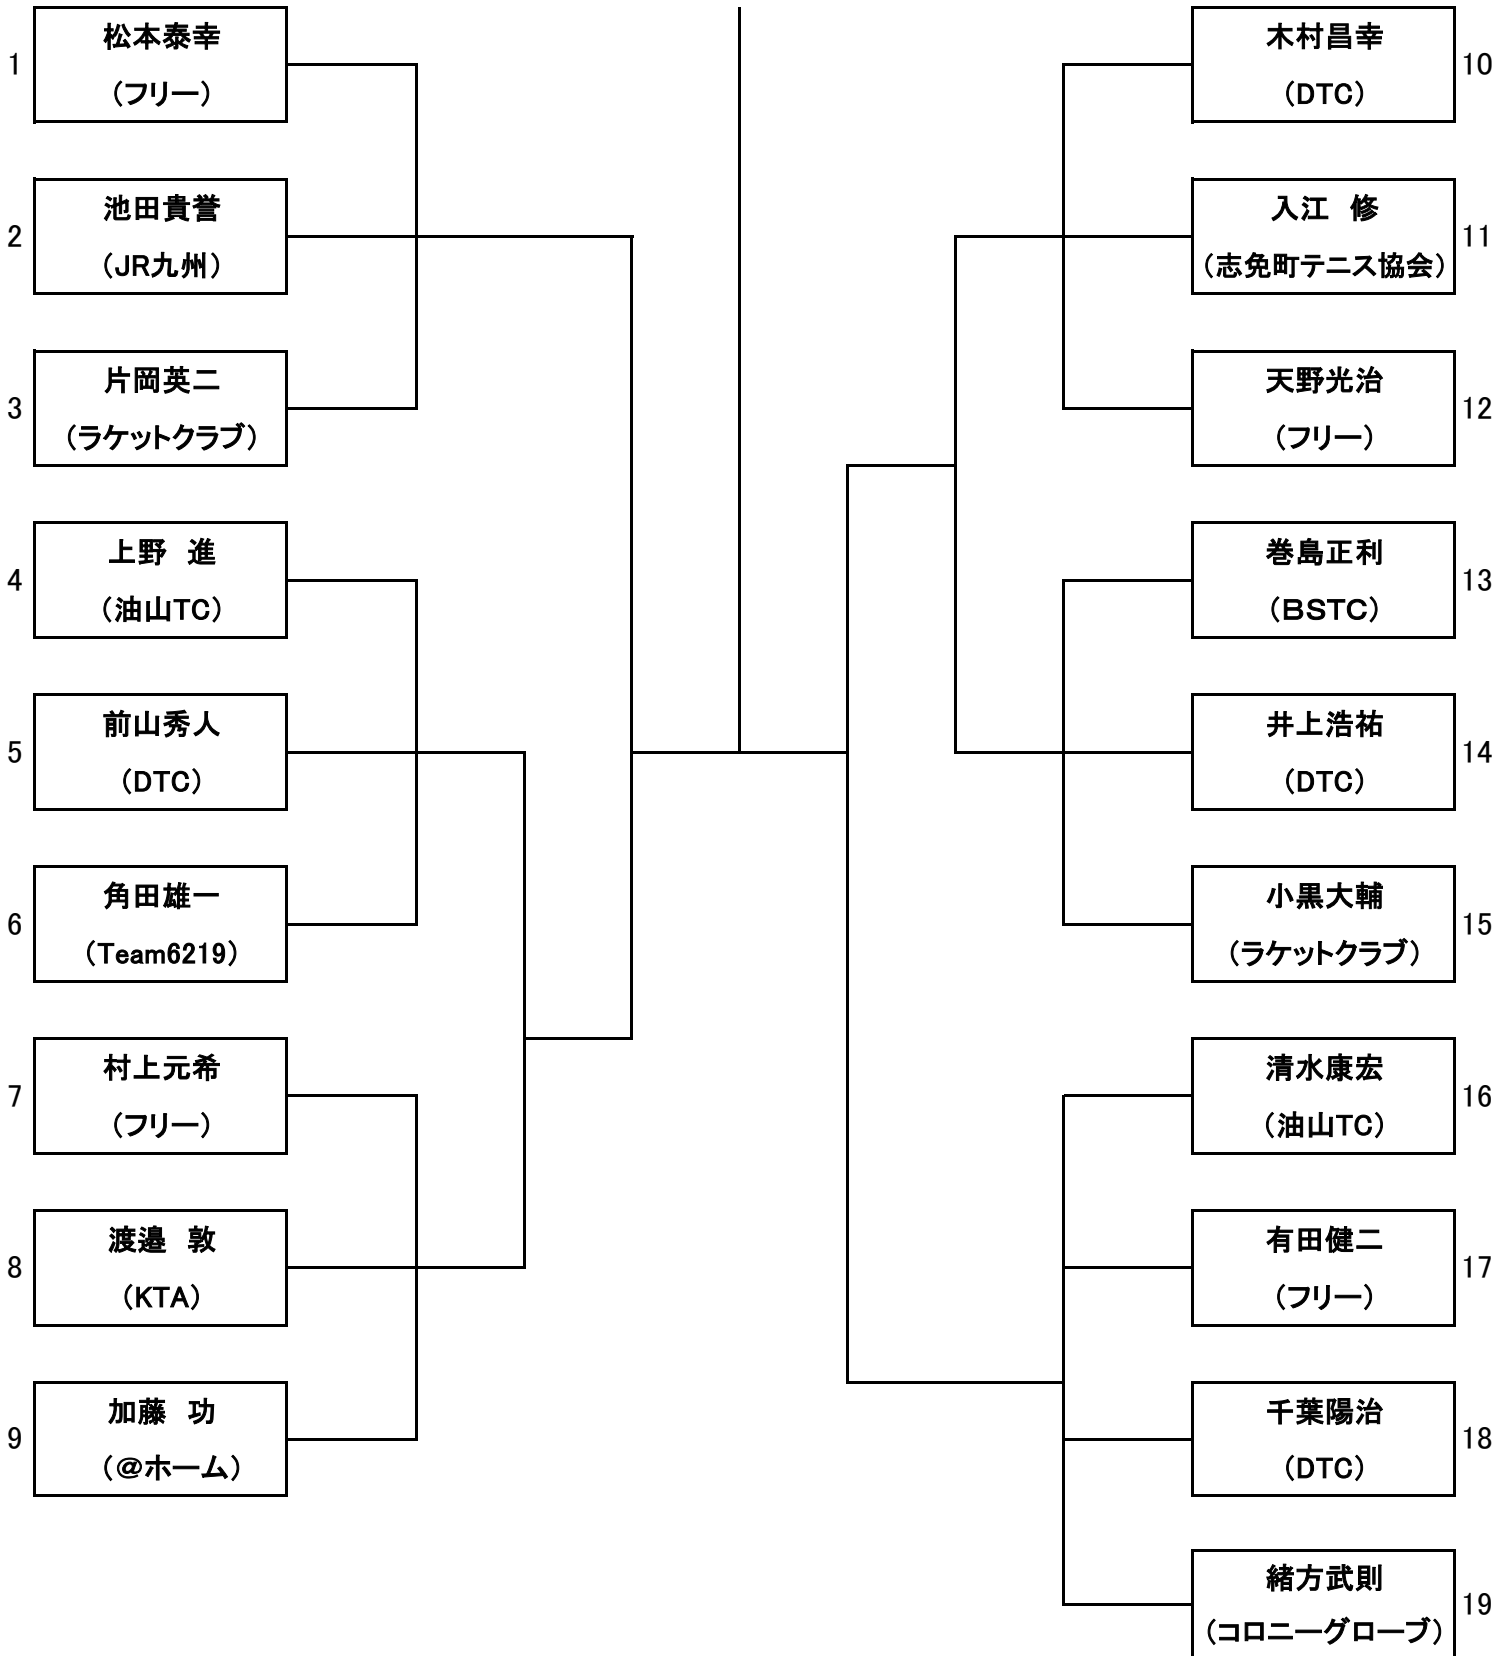 1
松本泰幸
（フリー）
2
池田貴誉
（JR九州）
3
片岡英二
（ラケットクラブ）
4
上野　進
（油山TC）
5
前山秀人
（DTC）
6
角田雄一
（Team6219）
7
村上元希
（フリー）
8
渡邉　敦
（KTA）
9
加藤　功
（＠ホーム）
木村昌幸
（DTC）
10
入江　修
（志免町テニス協会）
11
天野光治
（フリー）
12
巻島正利
（BSTC）
13
井上浩祐
（DTC）
14
小黒大輔
（ラケットクラブ）
15
清水康宏
（油山TC）
16
有田健二
（フリー）
17
千葉陽治
（DTC）
18
緒方武則
（コロニーグローブ）
19